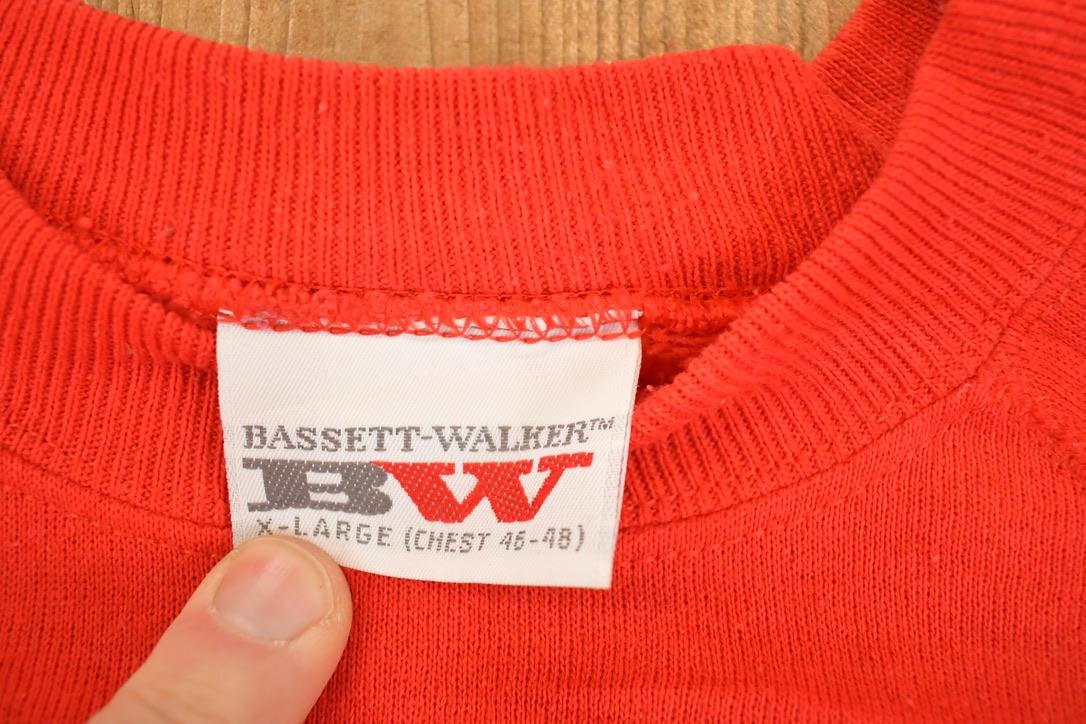 BASSETT-WALKER™
BW
X-LARGE (CHEST 46-48)